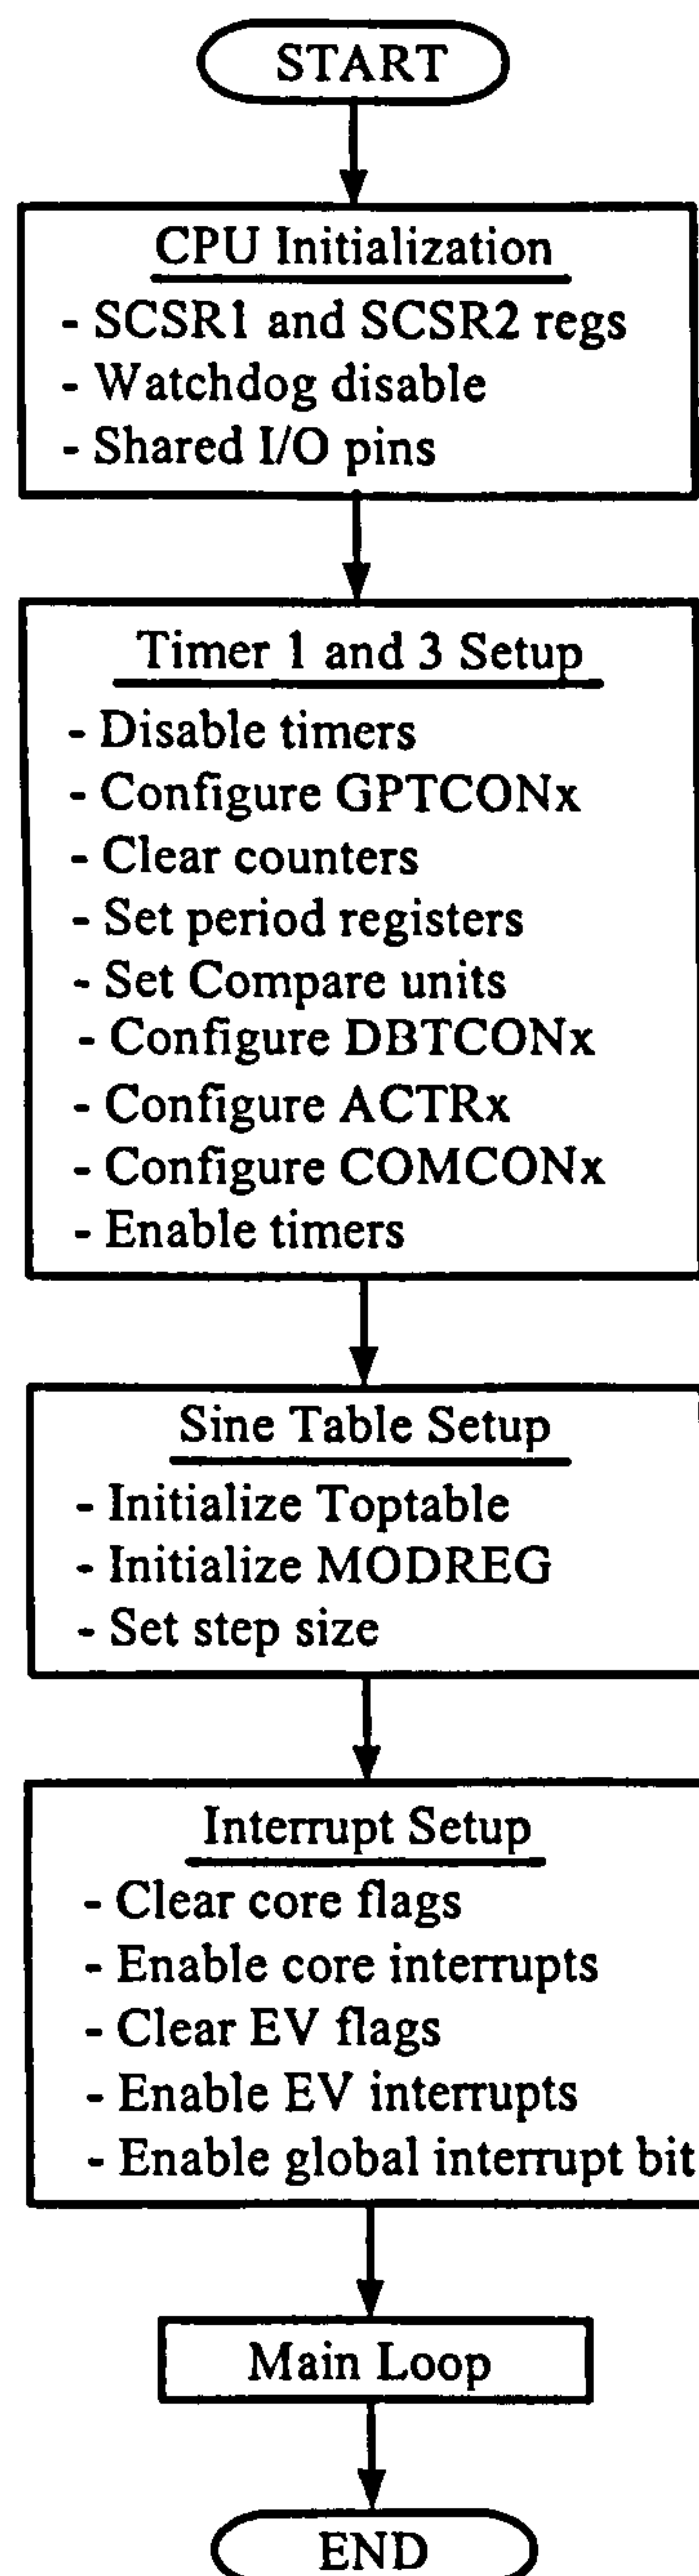 START
CPU Initialization
- SCSR1 and SCSR2 regs
- Watchdog disable
- Shared I/O pins
Timer 1 and 3 Setup
- Disable timers
- Configure GPTCONx
- Clear counters
- Set period registers
- Set Compare units
- Configure DBTCONx
- Configure ACTRx
- Configure COMCONx
- Enable timers
Sine Table Setup
- Initialize Toptable
- Initialize MODREG
- Set step size
Interrupt Setup
- Clear core flags
- Enable core interrupts
- Clear EV flags
- Enable EV interrupts
- Enable global interrupt bit
Main Loop
END